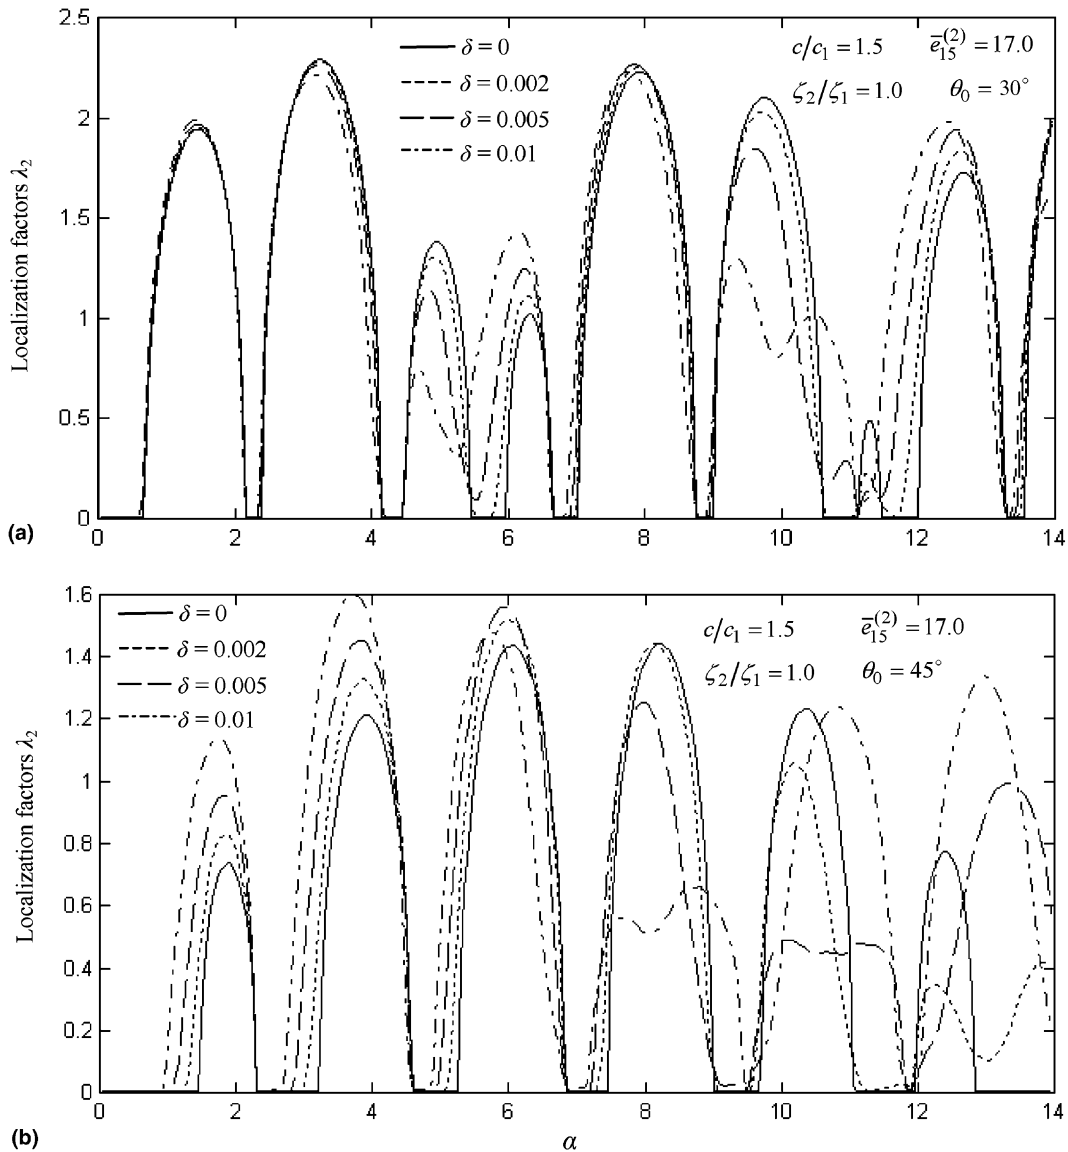 2.5
2
1.5
1
0.5
0
Localization factors λ₂
δ = 0
δ = 0.002
δ = 0.005
δ = 0.01
c/c₁ = 1.5 e̅₁₅⁽²⁾ = 17.0
ζ₂/ζ₁ = 1.0 θ₀ = 30°
0 2 4 6 8 10 12 14
(a)
1.6
1.4
1.2
1
0.8
0.6
0.4
0.2
0
Localization factors λ₂
δ = 0
δ = 0.002
δ = 0.005
δ = 0.01
c/c₁ = 1.5 e̅₁₅⁽²⁾ = 17.0
ζ₂/ζ₁ = 1.0 θ₀ = 45°
0 2 4 6 8 10 12 14
(b)
α